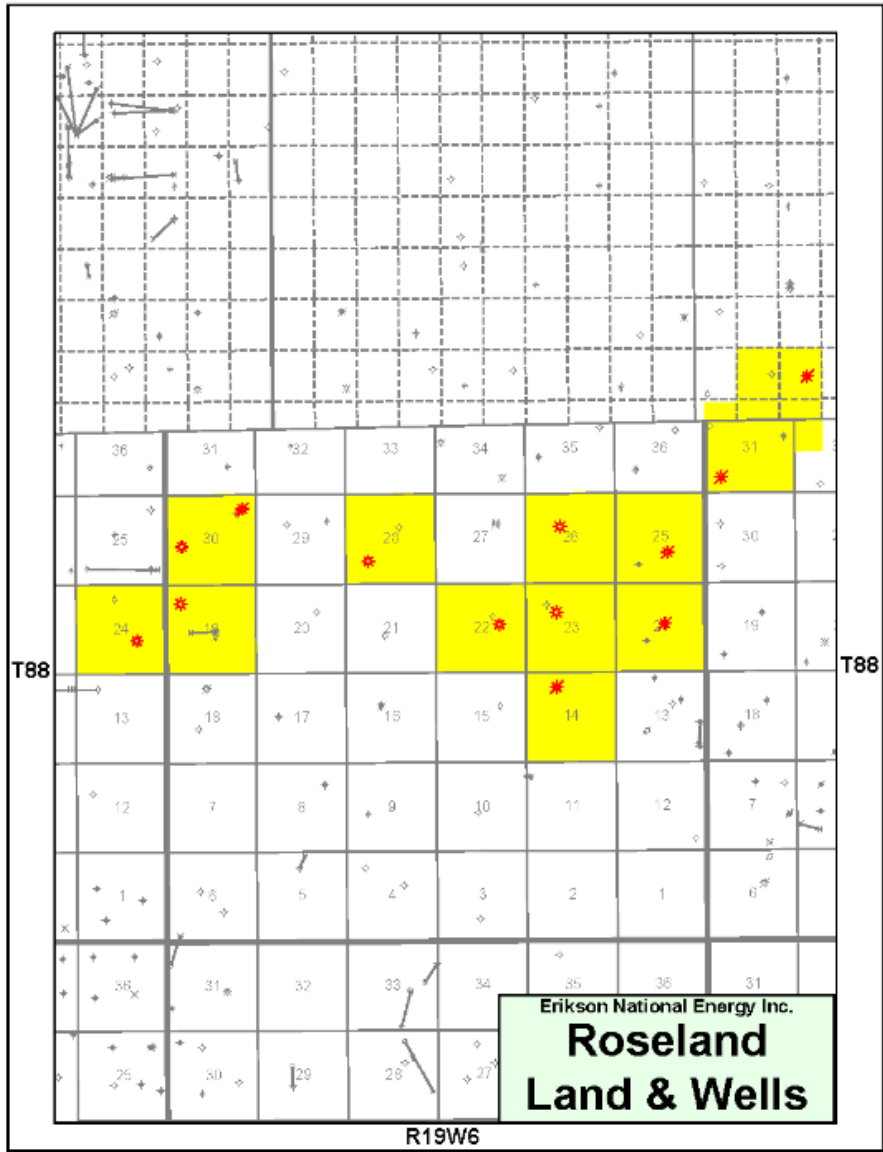 36 31 32 33 34 35 36 31
25 30 29 28 27 26 25 30
24 19 20 21 22 23 24 19
T88 T88
13 18 17 16 15 14 13 18
12 7 8 9 10 11 12 7
1 6 5 4 3 2 1 6
36 31 32 33 34 35 36 31
25 30 29 28 27
Erikson National Energy Inc.
Roseland
Land & Wells
R19W6